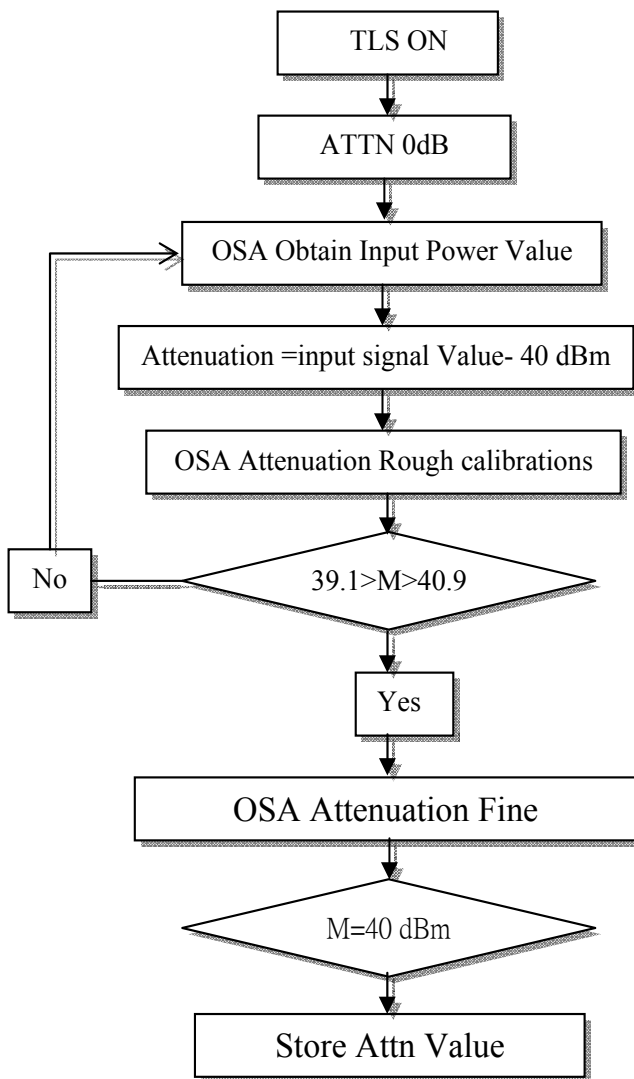 TLS ON
ATTN 0dB
OSA Obtain Input Power Value
Attenuation =input signal Value- 40 dBm
OSA Attenuation Rough calibrations
39.1>M>40.9
No
Yes
OSA Attenuation Fine
M=40 dBm
Store Attn Value